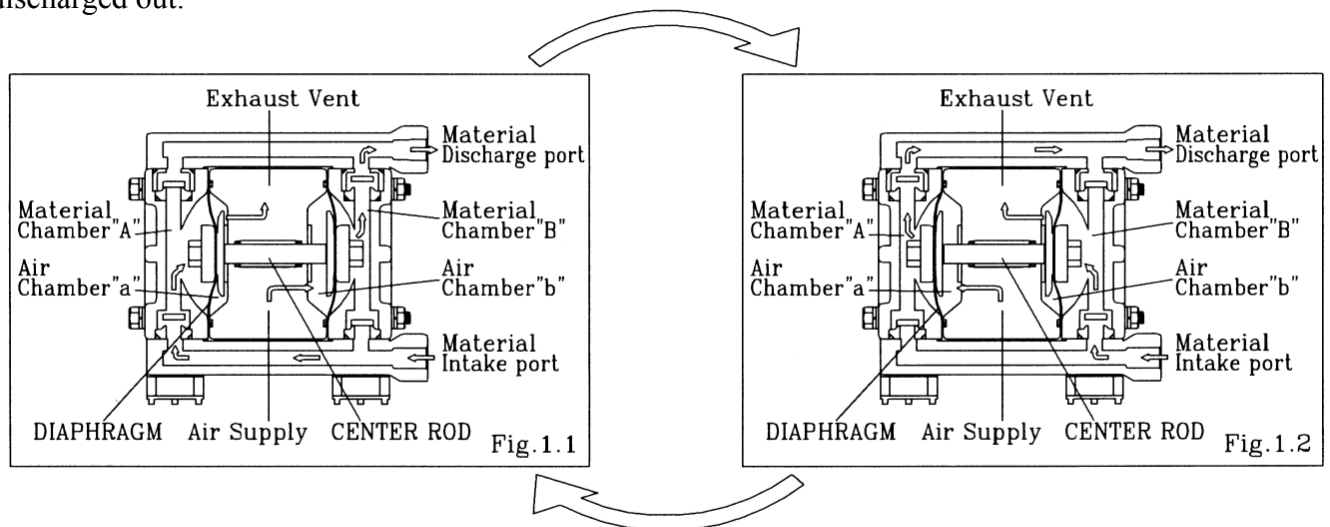 discharged out.
Exhaust Vent
Material
Discharge port
Material
Chamber"A"
Material
Chamber"B"
Air
Chamber"a"
Air
Chamber"b"
Material
Intake port
DIAPHRAGM
Air Supply
CENTER ROD
Fig.1.1
Exhaust Vent
Material
Discharge port
Material
Chamber"A"
Material
Chamber"B"
Air
Chamber"a"
Air
Chamber"b"
Material
Intake port
DIAPHRAGM
Air Supply
CENTER ROD
Fig.1.2